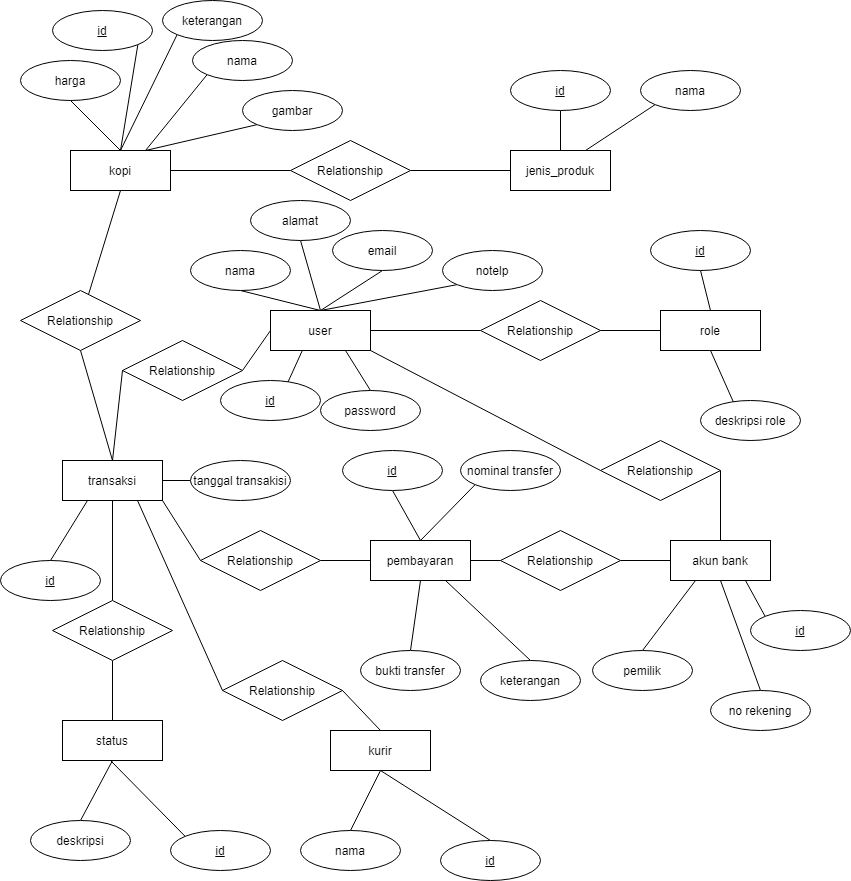 keterangan
id
nama
harga
gambar
id
nama
kopi
Relationship
jenis_produk
alamat
email
id
nama
notelp
Relationship
user
Relationship
role
Relationship
id
password
deskripsi role
Relationship
id
nominal transfer
transaksi
tanggal transakisi
Relationship
pembayaran
Relationship
akun bank
id
Relationship
id
bukti transfer
keterangan
pemilik
Relationship
no rekening
status
kurir
deskripsi
id
nama
id